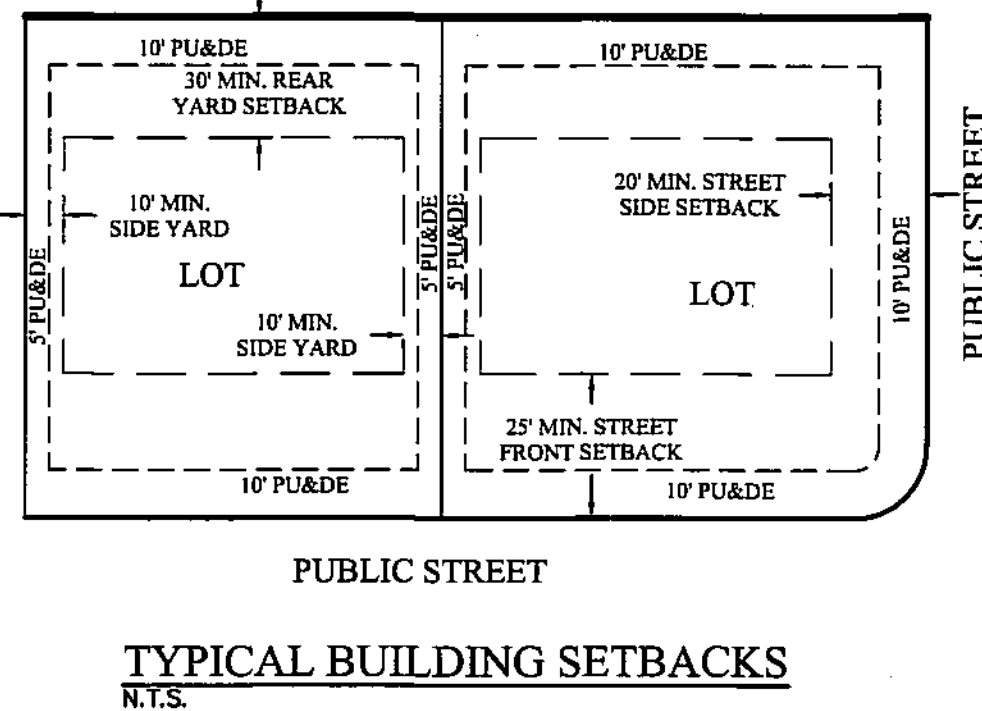 10' PU&DE
10' PU&DE
30' MIN. REAR
YARD SETBACK
10' MIN.
SIDE YARD
20' MIN. STREET
SIDE SETBACK
5' PU&DE
LOT
5' PU&DE
5' PU&DE
LOT
10' PU&DE
PUBLIC STREET
10' MIN.
SIDE YARD
25' MIN. STREET
FRONT SETBACK
10' PU&DE
10' PU&DE
PUBLIC STREET
TYPICAL BUILDING SETBACKS
N.T.S.